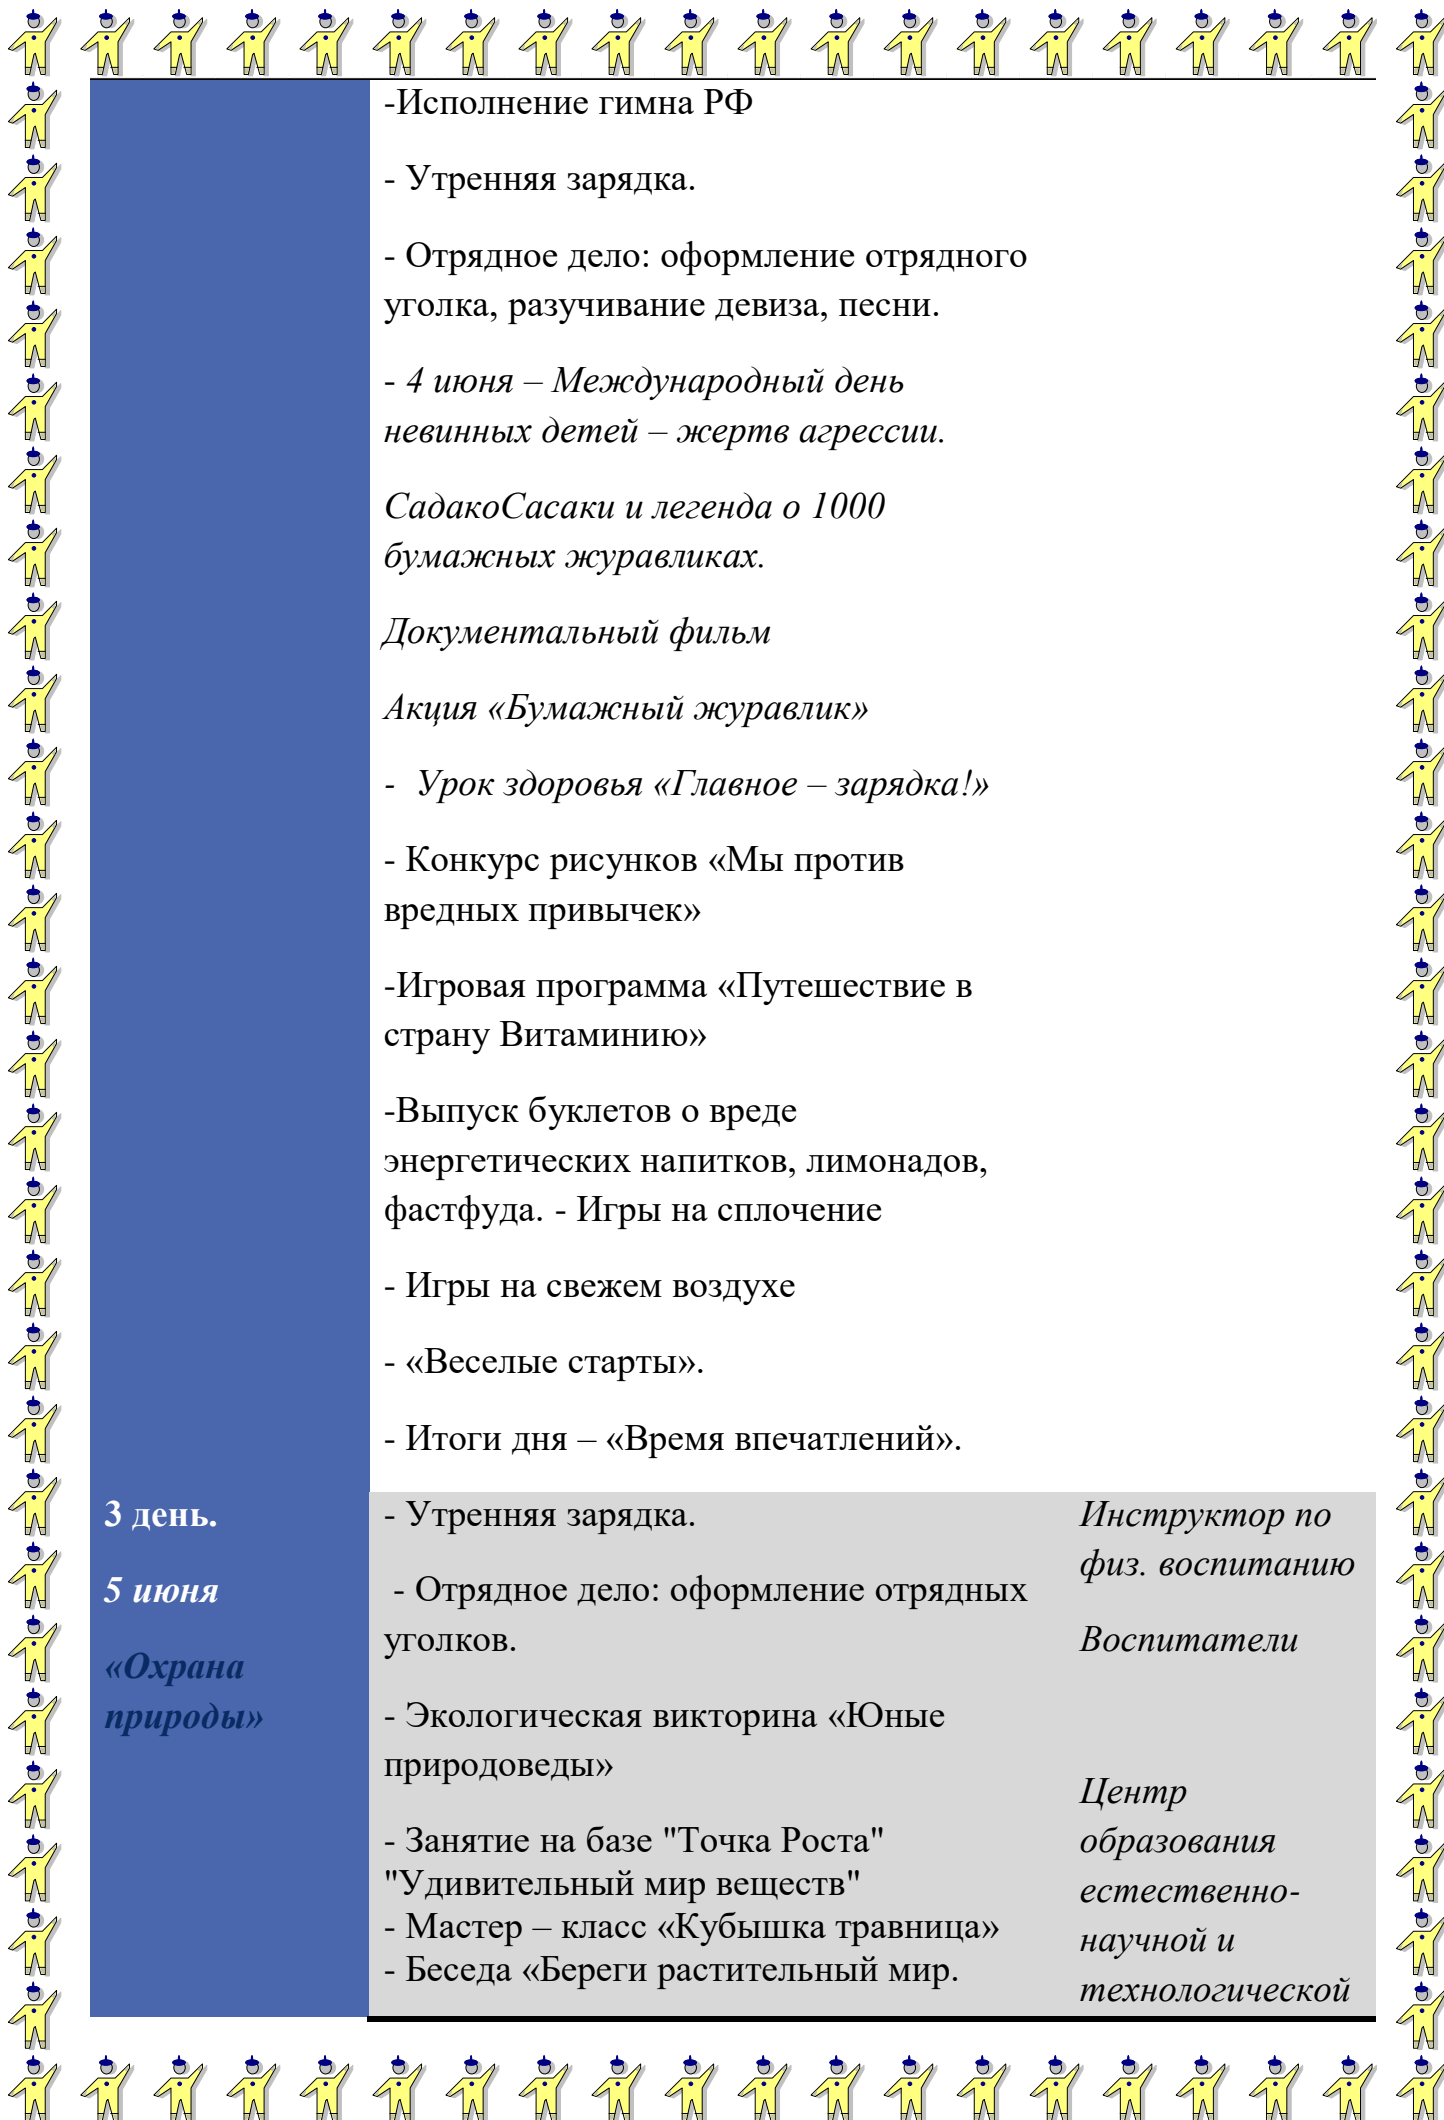 -Исполнение гимна РФ
- Утренняя зарядка.
- Отрядное дело: оформление отрядного
уголка, разучивание девиза, песни.
- 4 июня – Международный день
невинных детей – жертв агрессии.
СадакоСасаки и легенда о 1000
бумажных журавликах.
Документальный фильм
Акция «Бумажный журавлик»
- Урок здоровья «Главное – зарядка!»
- Конкурс рисунков «Мы против
вредных привычек»
-Игровая программа «Путешествие в
страну Витаминию»
-Выпуск буклетов о вреде
энергетических напитков, лимонадов,
фастфуда. - Игры на сплочение
- Игры на свежем воздухе
- «Веселые старты».
- Итоги дня – «Время впечатлений».
3 день.
5 июня
«Охрана
природы»
- Утренняя зарядка.
- Отрядное дело: оформление отрядных
уголков.
- Экологическая викторина «Юные
природоведы»
- Занятие на базе "Точка Роста"
"Удивительный мир веществ"
- Мастер – класс «Кубышка травница»
- Беседа «Береги растительный мир.
Инструктор по
физ. воспитанию
Воспитатели
Центр
образования
естественно-
научной и
технологической